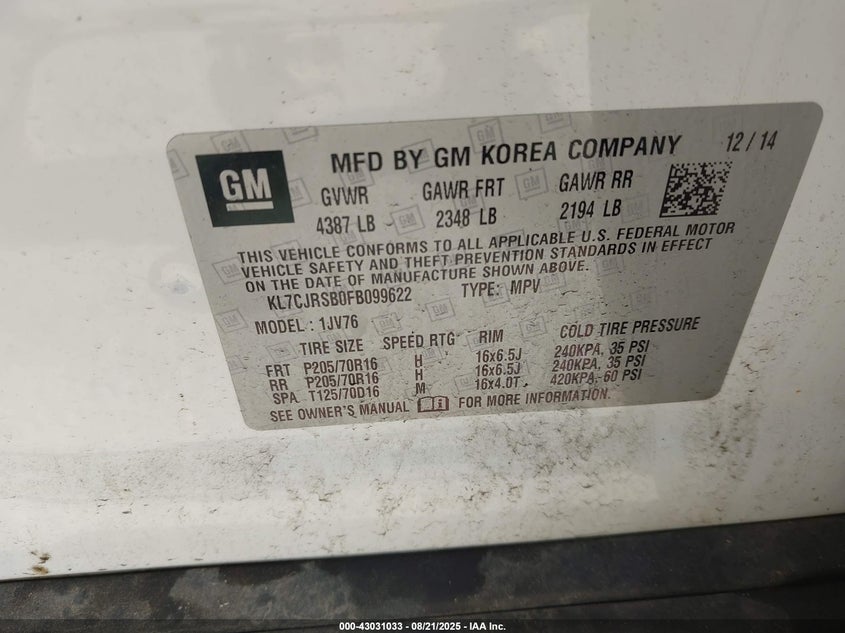 GM
MFD BY GM KOREA COMPANY 12/14
GVWR GAWR FRT GAWR RR
4387 LB 2348 LB 2194 LB
THIS VEHICLE CONFORMS TO ALL APPLICABLE U.S. FEDERAL MOTOR
VEHICLE SAFETY AND THEFT PREVENTION STANDARDS IN EFFECT
ON THE DATE OF MANUFACTURE SHOWN ABOVE.
KL7CJRSB0FB099622 TYPE: MPV
MODEL: 1JV76
TIRE SIZE SPEED RTG RIM COLD TIRE PRESSURE
FRT P205/70R16 H 16x6.5J 240KPA, 35 PSI
RR P205/70R16 H 16x6.5J 240KPA, 35 PSI
SPA T125/70D16 M 16x4.0T 420KPA, 60 PSI
SEE OWNER'S MANUAL FOR MORE INFORMATION.
000-43031033 - 08/21/2025 - IAA Inc.